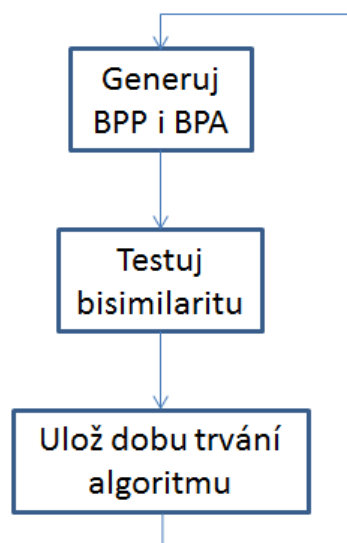 Generuj
BPP i BPA
Testuj
bisimilaritu
Ulož dobu trvání
algoritmu